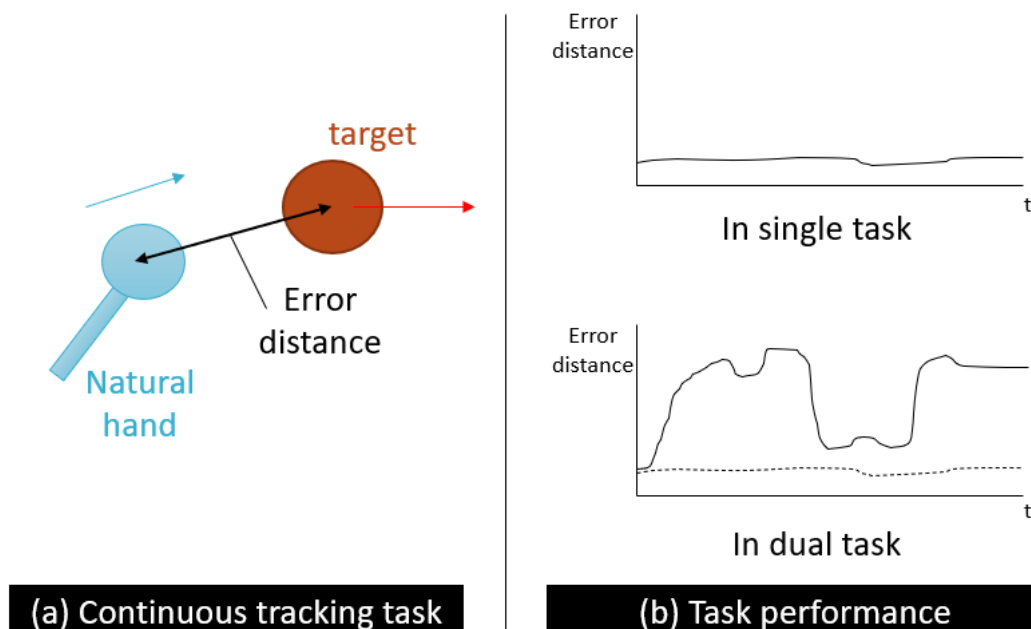 target
Error
distance
Natural
hand
(a) Continuous tracking task
Error
distance
t
In single task
Error
distance
t
In dual task
(b) Task performance